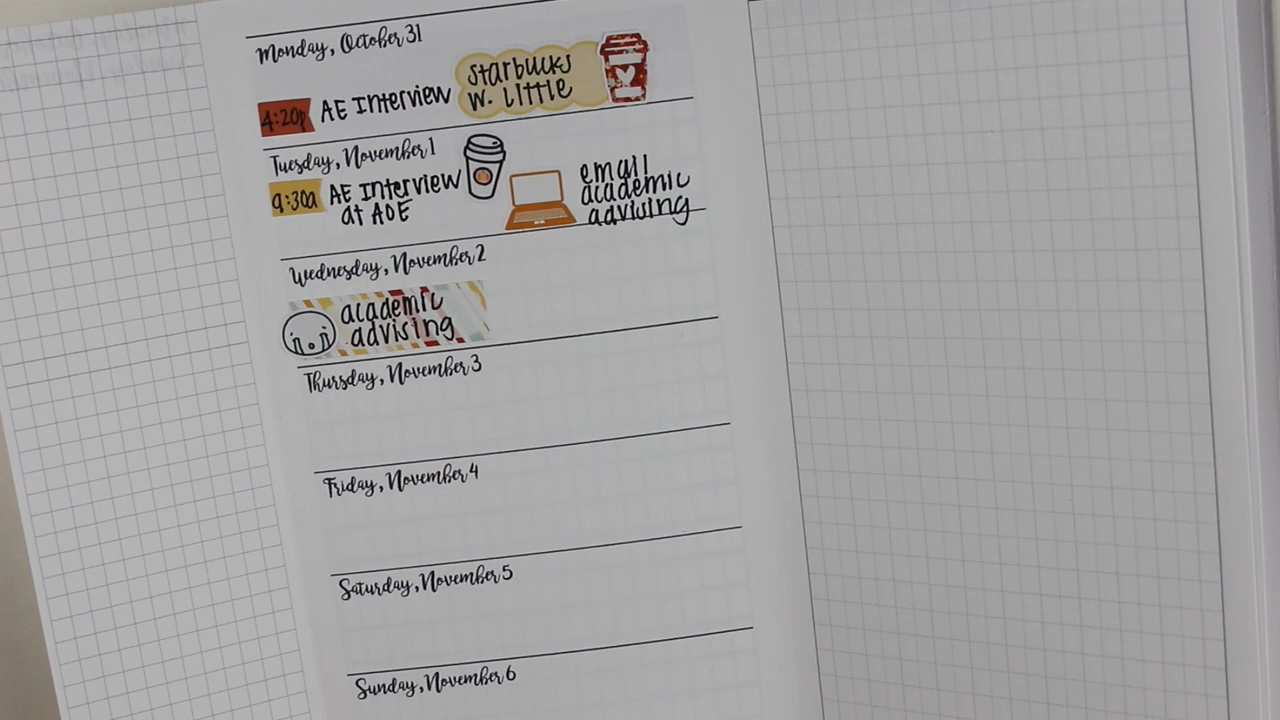 Monday, October 31
4:20p AE Interview
starbucks
w. Little
Tuesday, November 1
9:30a AE Interview
at AOE
email
academic
advising
Wednesday, November 2
academic
advising
Thursday, November 3
Friday, November 4
Saturday, November 5
Sunday, November 6